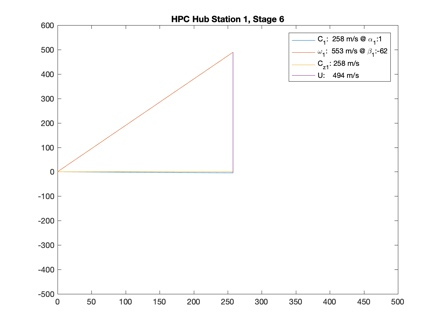 HPC Hub Station 1, Stage 6
600
500
400
300
200
100
0
-100
-200
-300
-400
-500
0 50 100 150 200 250 300 350 400 450 500
C₁: 258 m/s @ α₁:1
ω₁: 553 m/s @ β₁:-62
C_z1: 258 m/s
U: 494 m/s